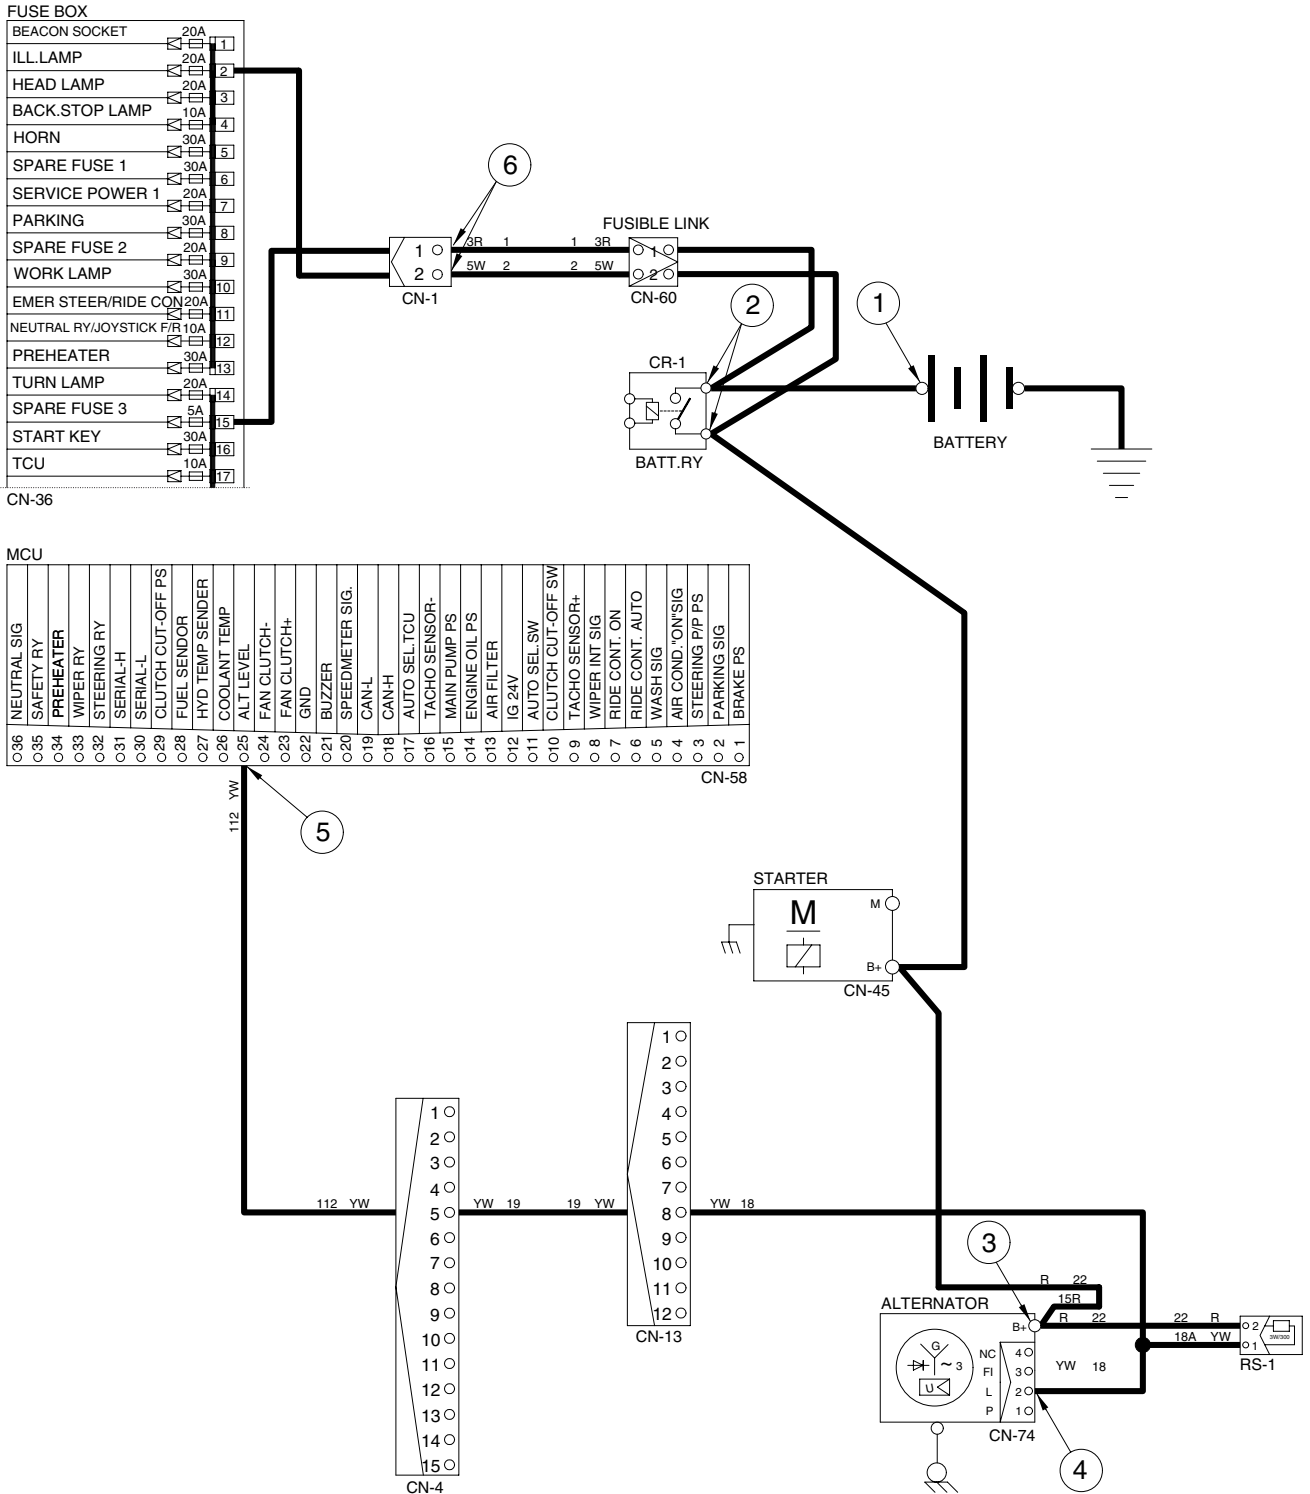 FUSE BOX
BEACON SOCKET 20A 1
ILL.LAMP 20A 2
HEAD LAMP 20A 3
BACK.STOP LAMP 10A 4
HORN 30A 5
SPARE FUSE 1 30A 6
SERVICE POWER 1 20A 7
PARKING 30A 8
SPARE FUSE 2 20A 9
WORK LAMP 30A 10
EMER STEER/RIDE CON 20A 11
NEUTRAL RY/JOYSTICK F/R 10A 12
PREHEATER 30A 13
TURN LAMP 20A 14
SPARE FUSE 3 5A 15
START KEY 30A 16
TCU 10A 17
CN-36
6
FUSIBLE LINK
1 3R 1 1 3R 1
2 5W 2 2 5W 2
CN-1
CN-60
2
1
CR-1
BATT.RY
BATTERY
MCU
NEUTRAL SIG 36
SAFETY RY 35
PREHEATER 34
WIPER RY 33
STEERING RY 32
SERIAL-H 31
SERIAL-L 30
CLUTCH CUT-OFF PS 29
FUEL SENDOR 28
HYD TEMP SENDER 27
COOLANT TEMP 26
ALT LEVEL 25
FAN CLUTCH- 24
FAN CLUTCH+ 23
GND 22
BUZZER 21
SPEEDMETER SIG. 20
CAN-L 19
CAN-H 18
AUTO SEL.TCU 17
TACHO SENSOR- 16
MAIN PUMP PS 15
ENGINE OIL PS 14
AIR FILTER 13
IG 24V 12
AUTO SEL.SW 11
CLUTCH CUT-OFF SW 10
TACHO SENSOR+ 9
WIPER INT SIG 8
RIDE CONT. ON 7
RIDE CONT. AUTO 6
WASH SIG 5
AIR COND."ON"SIG 4
STEERING P/P PS 3
PARKING SIG 2
BRAKE PS 1
CN-58
112 YW
5
STARTER
M
M
B+
CN-45
1
2
3
4
5
6
7
8
9
10
11
12
CN-13
1
2
3
4
5
6
7
8
9
10
11
12
13
14
15
CN-4
112 YW
YW 19
19 YW
YW 18
3
R 22
15R
ALTERNATOR
B+
R 22
22 R
2
3W/300
18A YW
1
RS-1
G
~ 3
U<
NC 4
FI 3
L 2
P 1
YW 18
CN-74
4